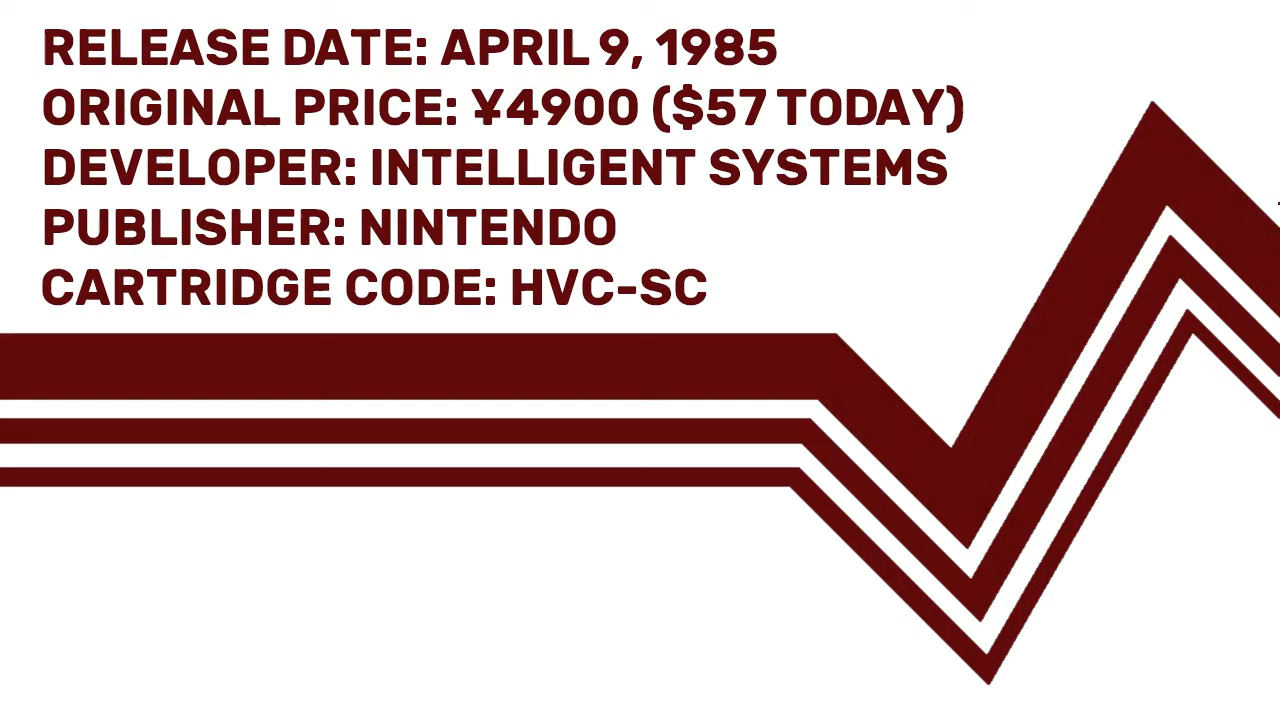 RELEASE DATE: APRIL 9, 1985
ORIGINAL PRICE: ¥4900 ($57 TODAY)
DEVELOPER: INTELLIGENT SYSTEMS
PUBLISHER: NINTENDO
CARTRIDGE CODE: HVC-SC